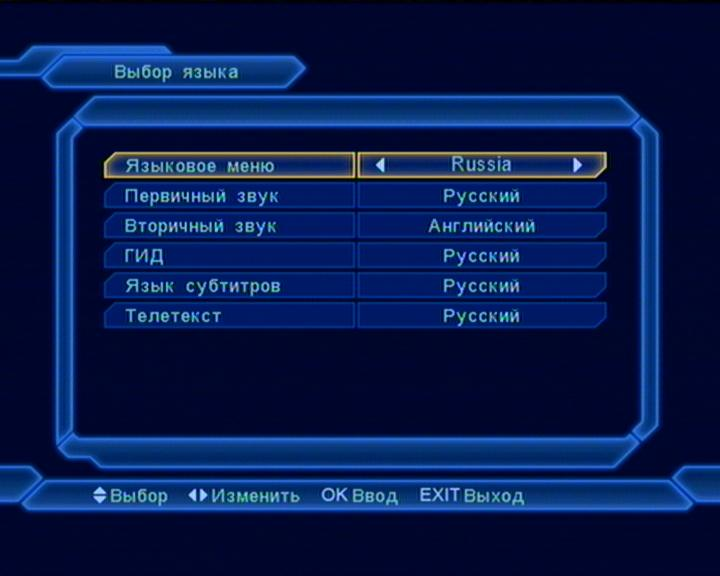 Выбор языка
Языковое меню Russia
Первичный звук Русский
Вторичный звук Английский
ГИД Русский
Язык субтитров Русский
Телетекст Русский
Выбор Изменить OK Ввод EXIT Выход